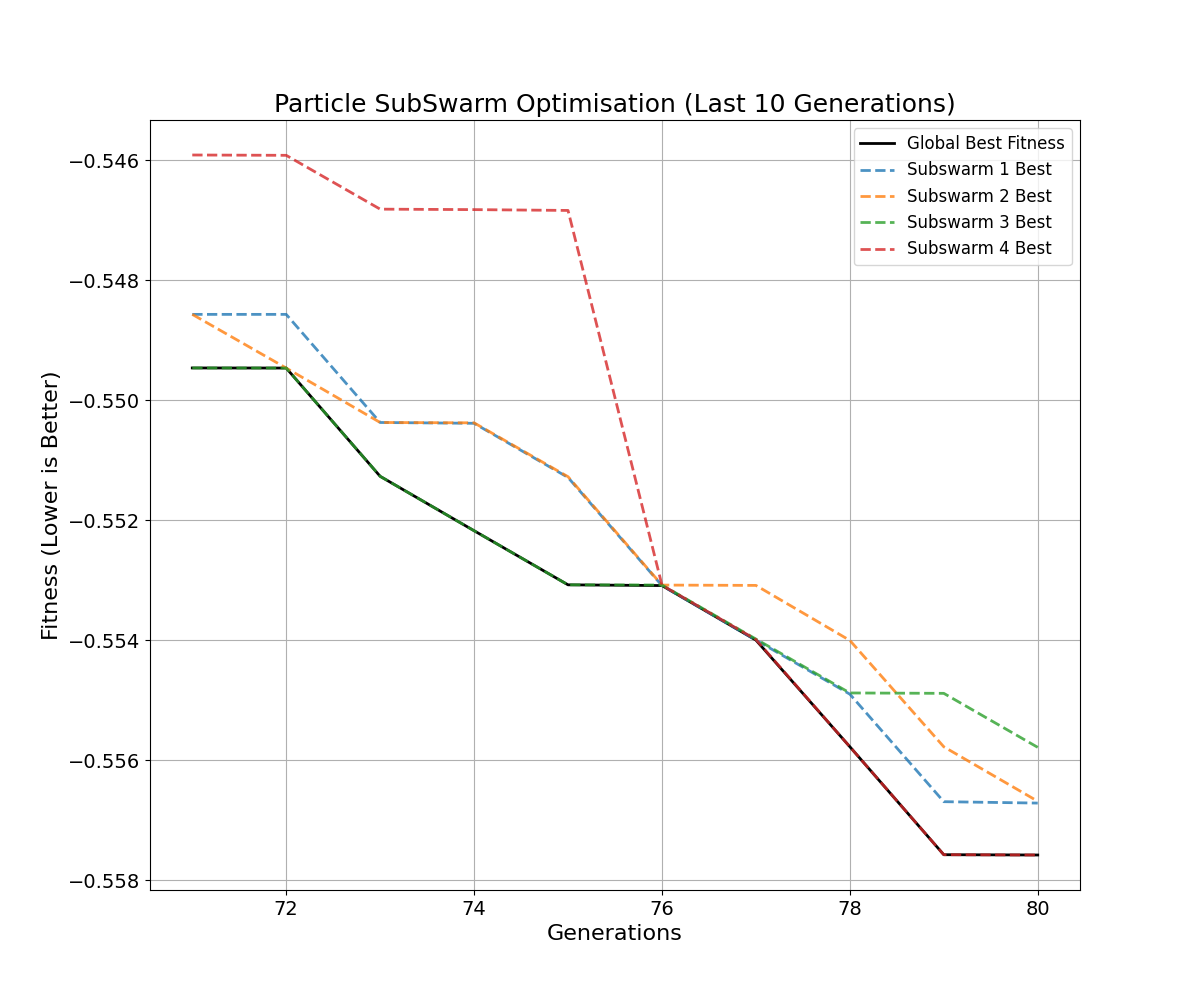 Particle SubSwarm Optimisation (Last 10 Generations)
Global Best Fitness
Subswarm 1 Best
Subswarm 2 Best
Subswarm 3 Best
Subswarm 4 Best
−0.546
−0.548
−0.550
−0.552
−0.554
−0.556
−0.558
Fitness (Lower is Better)
72 74 76 78 80
Generations